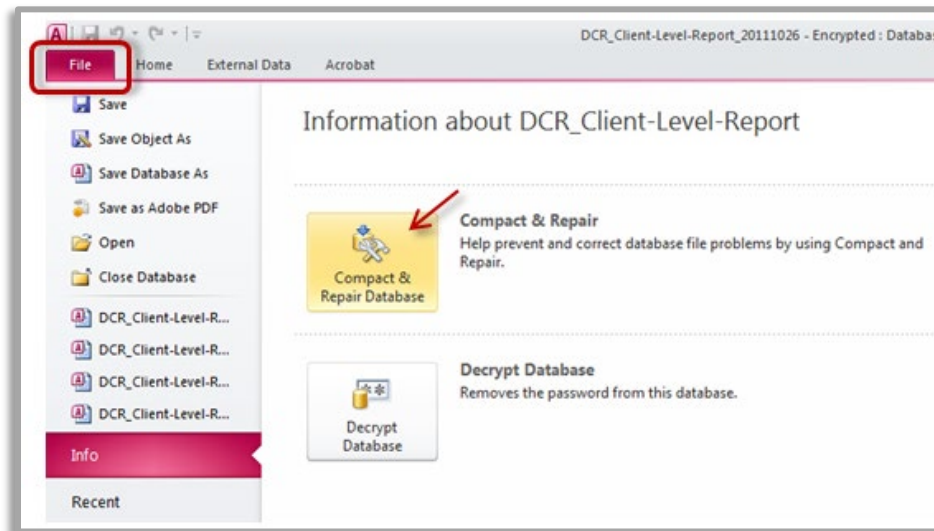 DCR_Client-Level-Report_20111026 - Encrypted : Databas
File Home External Data Acrobat
Save
Save Object As
Save Database As
Save as Adobe PDF
Open
Close Database
DCR_Client-Level-R...
DCR_Client-Level-R...
DCR_Client-Level-R...
DCR_Client-Level-R...
Info
Recent
Information about DCR_Client-Level-Report
Compact &
Repair Database
Compact & Repair
Help prevent and correct database file problems by using Compact and
Repair.
Decrypt
Database
Decrypt Database
Removes the password from this database.